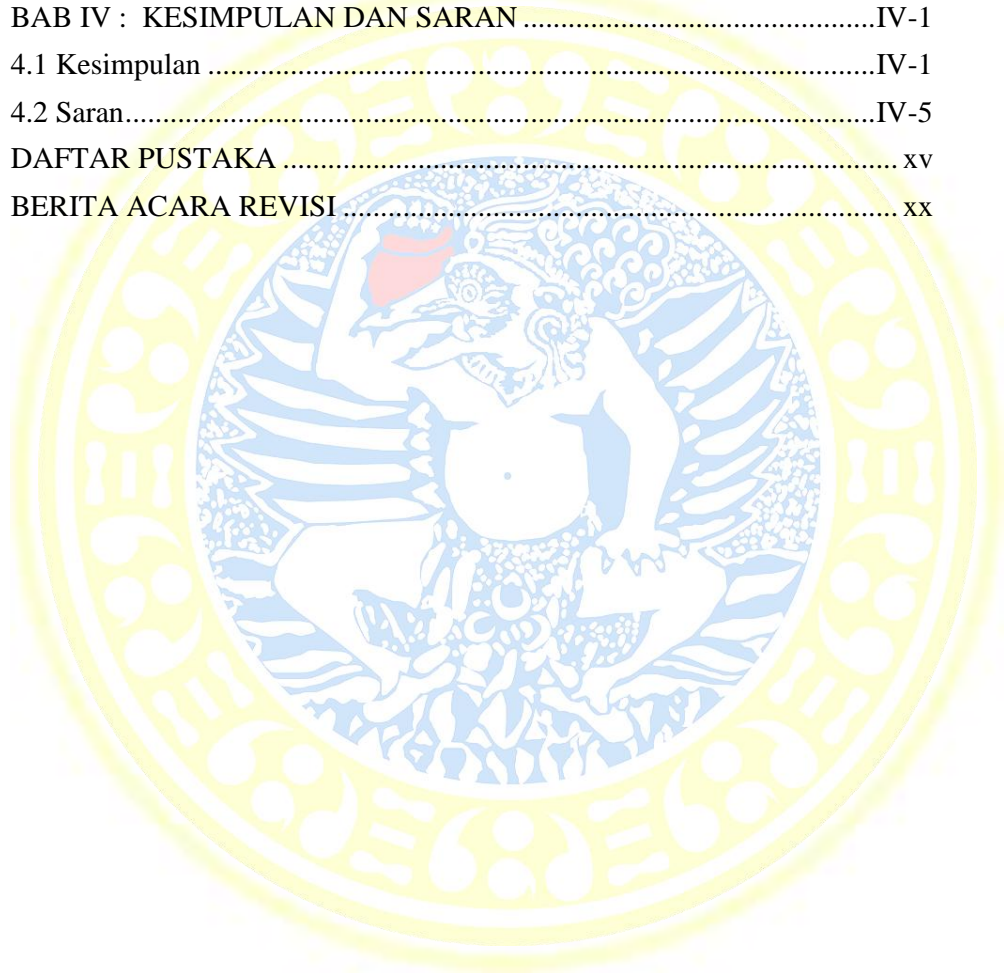 BAB IV :  KESIMPULAN DAN SARAN ............................................IV-1
4.1 Kesimpulan ....................................................................................IV-1
4.2 Saran...............................................................................................IV-5
DAFTAR PUSTAKA ............................................................................. xv
BERITA ACARA REVISI ...................................................................... xx